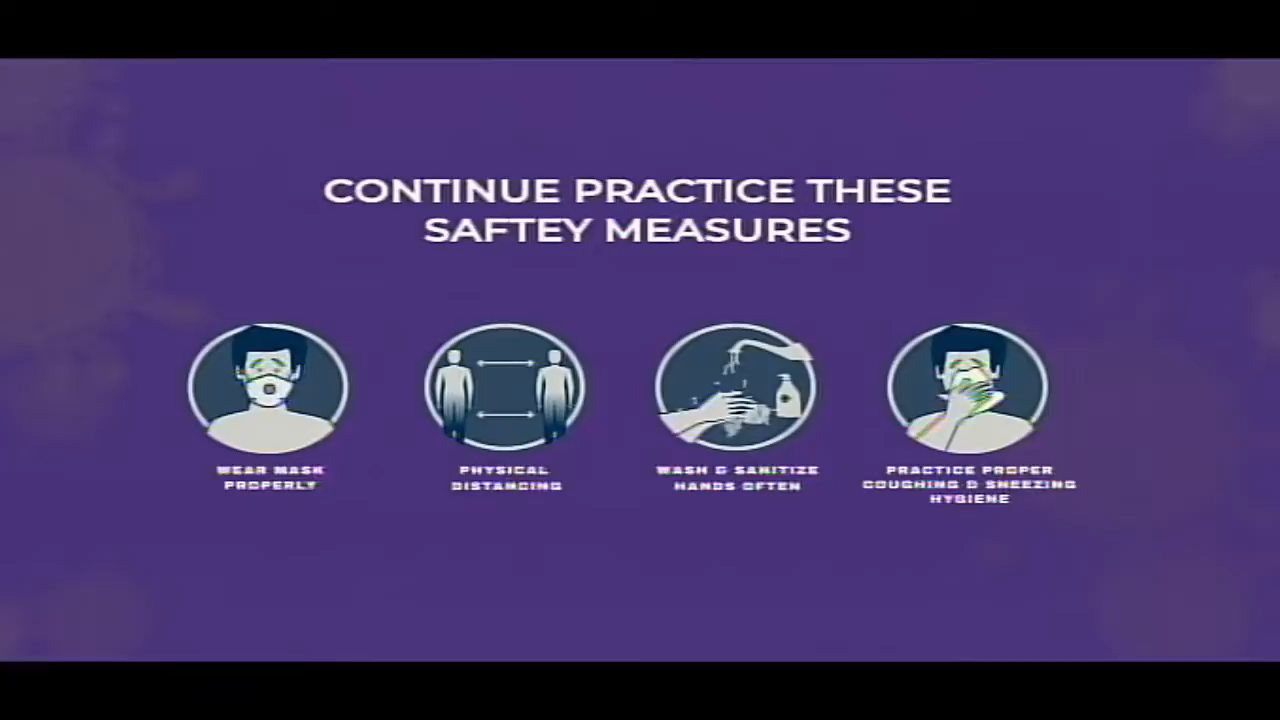 CONTINUE PRACTICE THESE
SAFTEY MEASURES
WEAR MASK
PROPERLY
PHYSICAL
DISTANCING
WASH & SANITIZE
HANDS OFTEN
PRACTICE PROPER
COUGHING & SNEEZING
HYGIENE